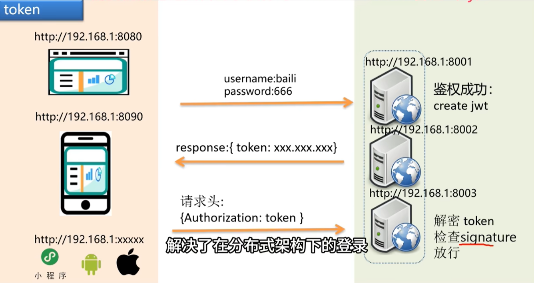 token
http://192.168.1:8080
http://192.168.1:8090
http://192.168.1:xxxxx
小 程 序
username:baili
password:666
response:{ token: xxx.xxx.xxx}
请求头:
{Authorization: token }
http://192.168.1:8001
鉴权成功:
create jwt
http://192.168.1:8002
http://192.168.1:8003
解密 token
检查signature
放行
解决了在分布式架构下的登录